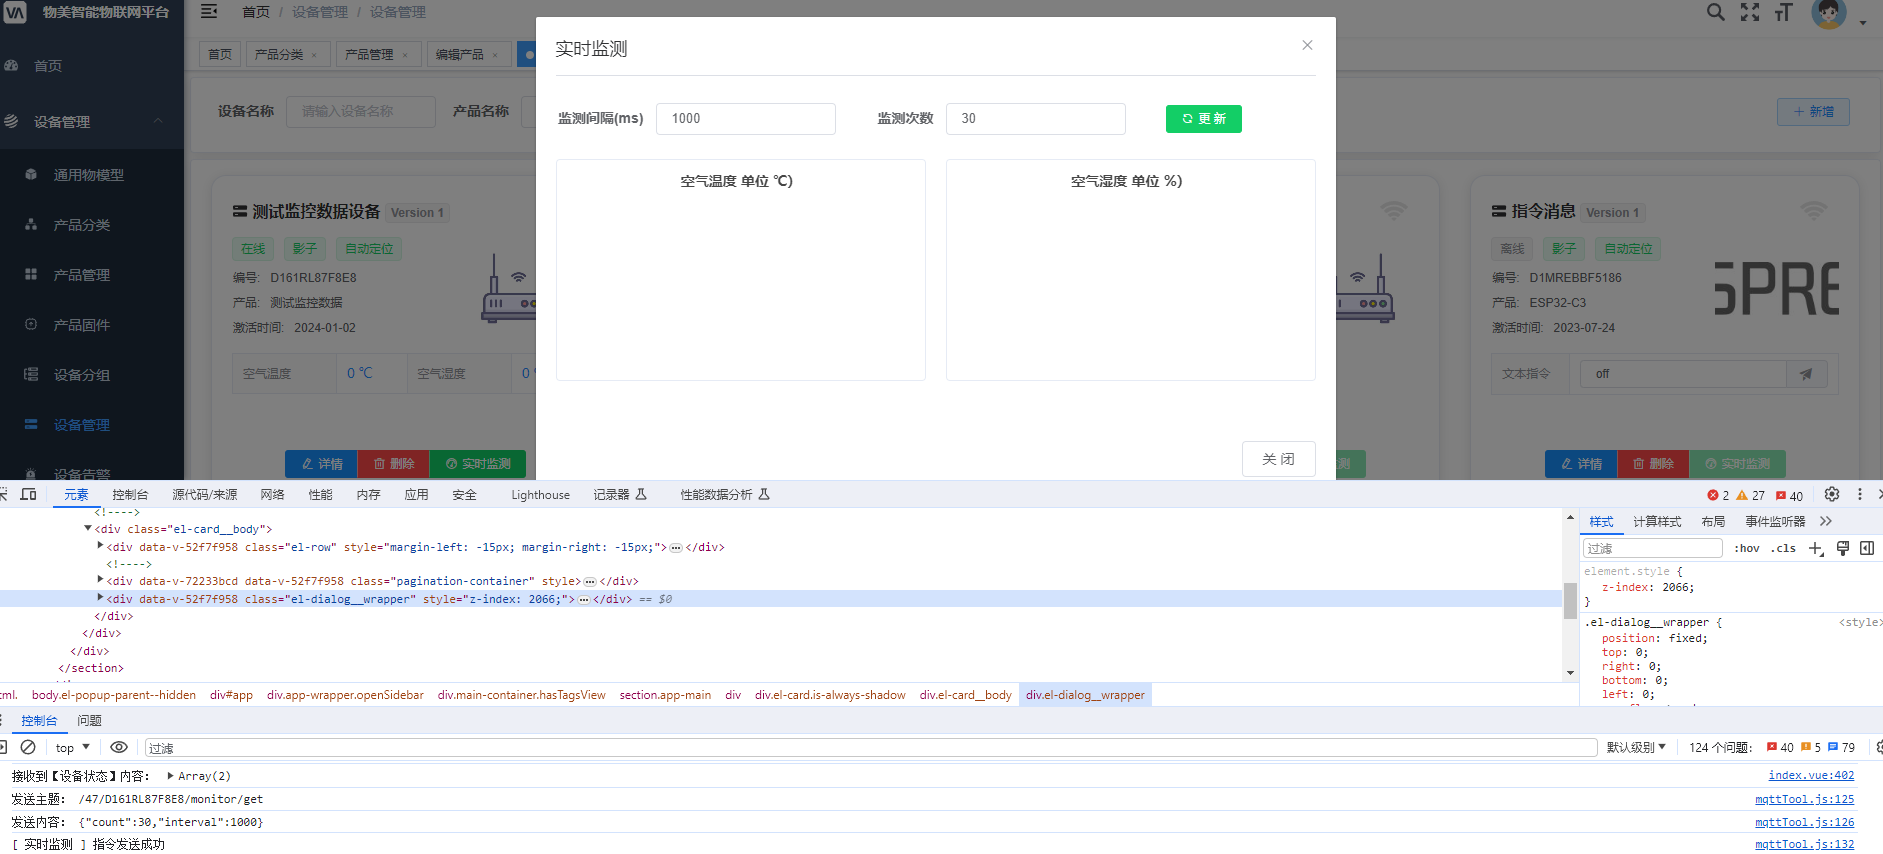 物美智能物联网平台
首页 / 设备管理 / 设备管理
首页
产品分类 ×
产品管理 ×
编辑产品 ×
首页
设备管理
通用物模型
产品分类
产品管理
产品固件
设备分组
设备管理
设备告警
设备名称 请输入设备名称 产品名称
新增
测试监控数据设备 Version 1
在线 影子 自动定位
编号: D161RL87F8E8
产品: 测试监控数据
激活时间: 2024-01-02
空气温度 0 ℃ 空气湿度 0
详情 删除 实时监测
实时监测
监测间隔(ms) 1000 监测次数 30 更 新
空气温度 单位 ℃)
空气湿度 单位 %)
关 闭
指令消息 Version 1
离线 影子 自动定位
编号: D1MREBBF5186
产品: ESP32-C3
激活时间: 2023-07-24
SPRE
文本指令 off
详情 删除 实时监测
元素 控制台 源代码/来源 网络 性能 内存 应用 安全 Lighthouse 记录器 性能数据分析
2 27 40
<!---->
<div class="el-card__body">
<div data-v-52f7f958 class="el-row" style="margin-left: -15px; margin-right: -15px;">…</div>
<!---->
<div data-v-72233bcd data-v-52f7f958 class="pagination-container" style>…</div>
<div data-v-52f7f958 class="el-dialog__wrapper" style="z-index: 2066;">…</div> == $0
</div>
</div>
</div>
</section>
样式 计算样式 布局 事件监听器
过滤 :hov .cls
element.style {
z-index: 2066;
}
.el-dialog__wrapper { <style>
position: fixed;
top: 0;
right: 0;
bottom: 0;
left: 0;
tml. body.el-popup-parent--hidden div#app div.app-wrapper.openSidebar div.main-container.hasTagsView section.app-main div div.el-card.is-always-shadow div.el-card__body div.el-dialog__wrapper
控制台 问题
top 过滤 默认级别 124 个问题: 40 5 79
接收到【设备状态】内容: Array(2) index.vue:402
发送主题: /47/D161RL87F8E8/monitor/get mqttTool.js:125
发送内容: {"count":30,"interval":1000} mqttTool.js:126
[ 实时监测 ] 指令发送成功 mqttTool.js:132